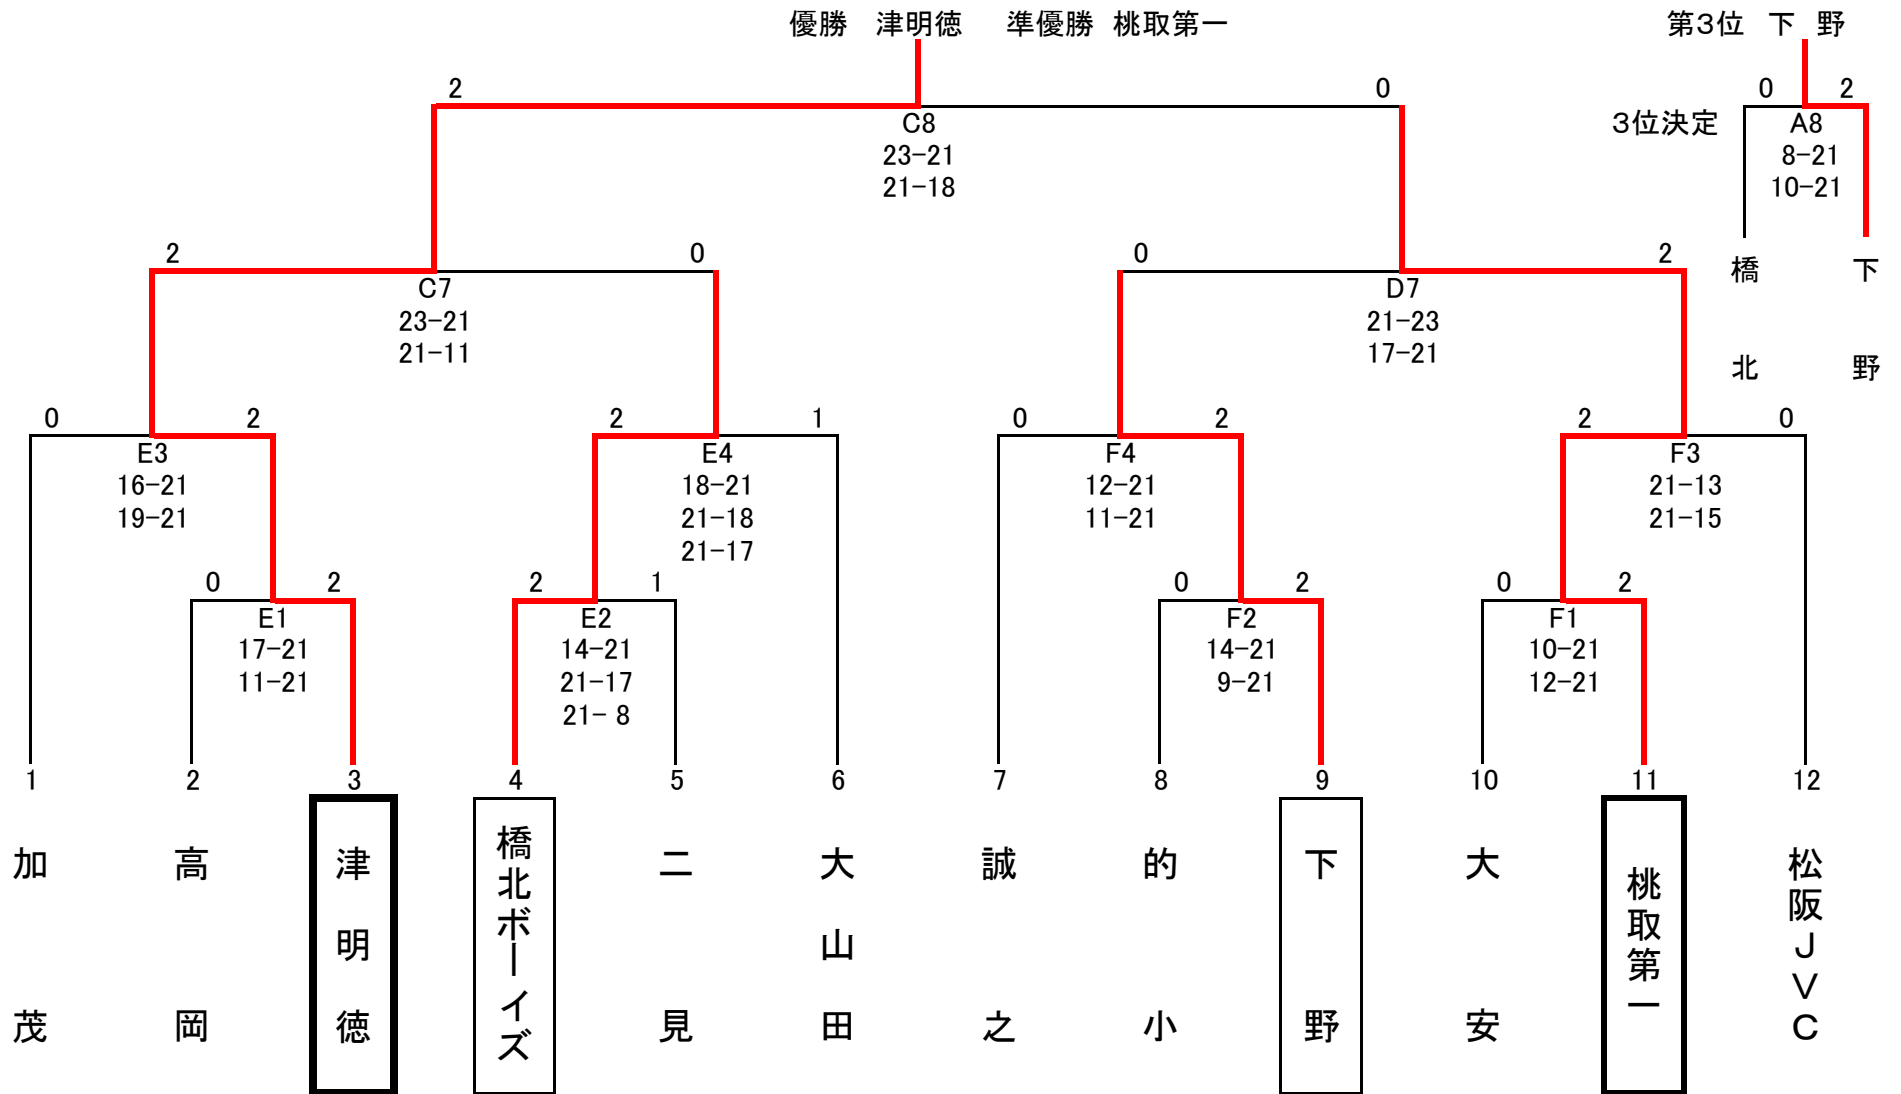 優勝　津明徳　準優勝 桃取第一
第3位　下　野
2 0
0 2
C8
23-21
21-18
3位決定
A8
8-21
10-21
橋北
下野
2 0
C7
23-21
21-11
0 2
D7
21-23
17-21
0 2
E3
16-21
19-21
2 1
E4
18-21
21-18
21-17
0 2
F4
12-21
11-21
2 0
F3
21-13
21-15
0 2
E1
17-21
11-21
2 1
E2
14-21
21-17
21- 8
0 2
F2
14-21
9-21
0 2
F1
10-21
12-21
1 2 3 4 5 6 7 8 9 10 11 12
加茂
高岡
津明徳
橋北ボーイズ
二見
大山田
誠之
的小
下野
大安
桃取第一
松阪JVC